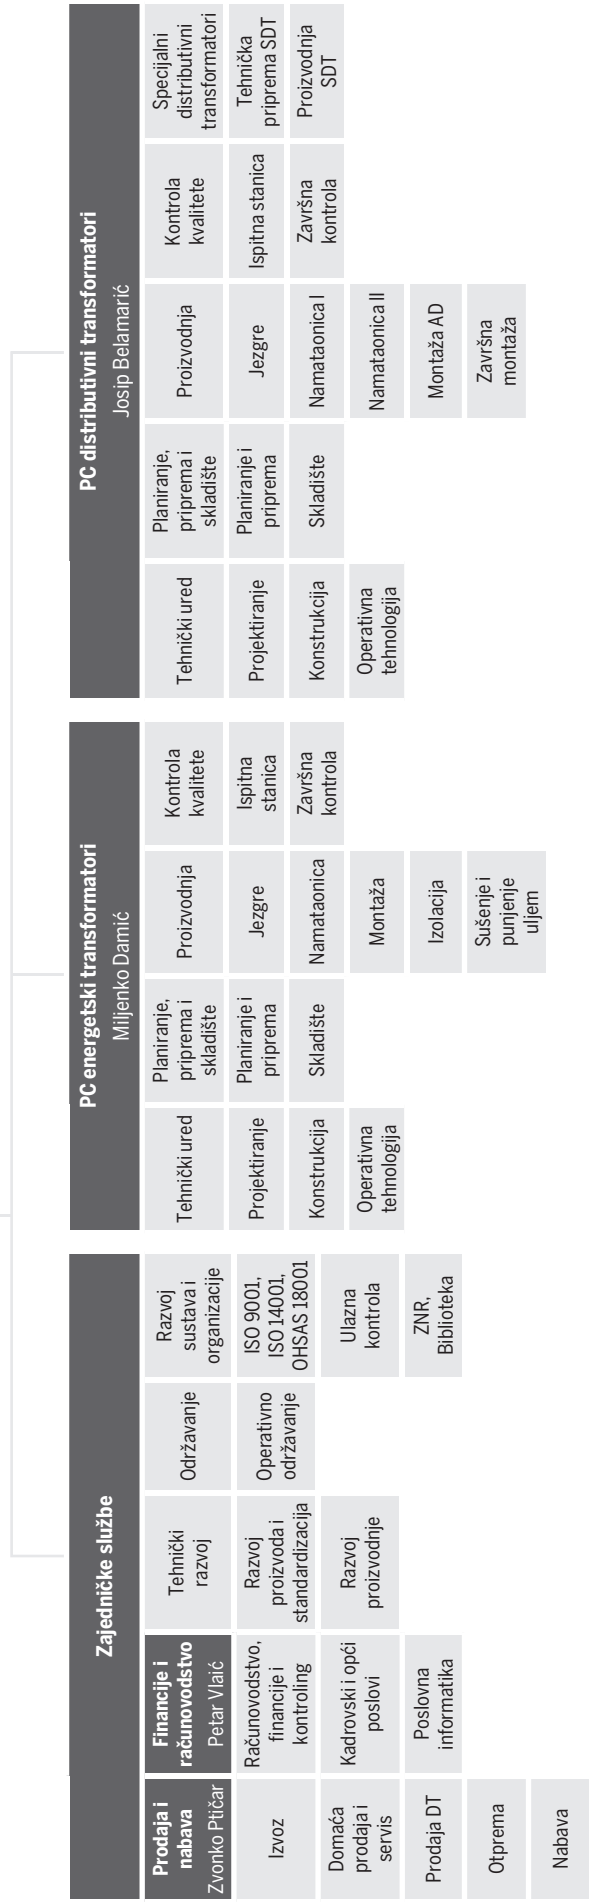 Zajedničke službe
Prodaja i
nabava
Zvonko Ptičar
Izvoz
Domaća
prodaja i
servis
Prodaja DT
Otprema
Nabava
Financije i
računovodstvo
Petar Vlaić
Računovodstvo,
financije i
kontroling
Kadrovski i opći
poslovi
Poslovna
informatika
Tehnički
razvoj
Razvoj
proizvoda i
standardizacija
Razvoj
proizvodnje
Održavanje
Operativno
održavanje
Razvoj
sustava i
organizacije
ISO 9001,
ISO 14001,
OHSAS 18001
Ulazna
kontrola
ZNR,
Biblioteka
PC energetski transformatori
Miljenko Damić
Tehnički ured
Projektiranje
Konstrukcija
Operativna
tehnologija
Planiranje,
priprema i
skladište
Planiranje i
priprema
Skladište
Proizvodnja
Jezgre
Namataonica
Montaža
Izolacija
Sušenje i
punjenje
uljem
Kontrola
kvalitete
Ispitna
stanica
Završna
kontrola
PC distributivni transformatori
Josip Belamarić
Tehnički ured
Projektiranje
Konstrukcija
Operativna
tehnologija
Planiranje,
priprema i
skladište
Planiranje i
priprema
Skladište
Proizvodnja
Jezgre
Namataonica I
Namataonica II
Montaža AD
Završna
montaža
Kontrola
kvalitete
Ispitna stanica
Završna
kontrola
Specijalni
distributivni
transformatori
Tehnička
priprema SDT
Proizvodnja
SDT